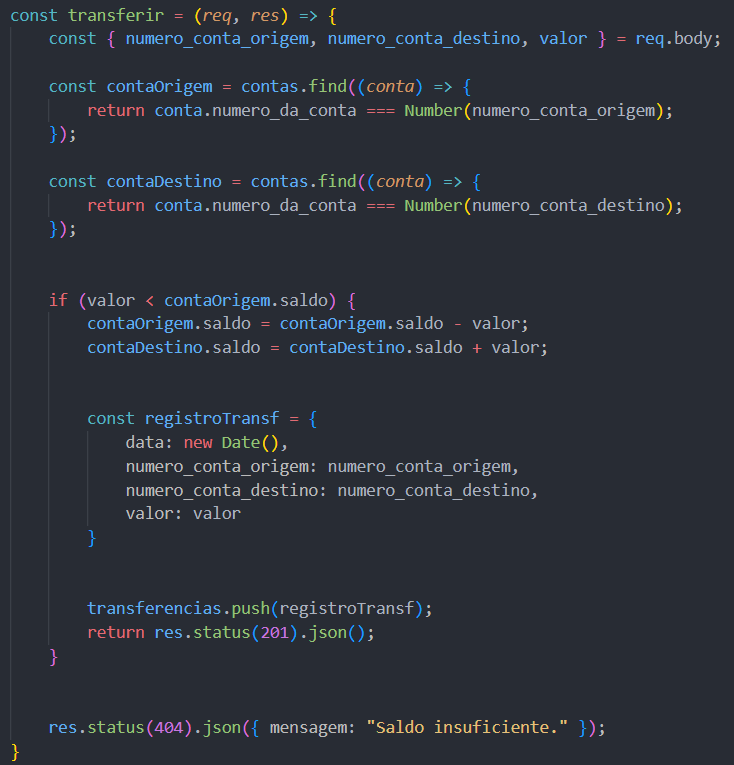 const transferir = (req, res) => {
const { numero_conta_origem, numero_conta_destino, valor } = req.body;
const contaOrigem = contas.find((conta) => {
return conta.numero_da_conta === Number(numero_conta_origem);
});
const contaDestino = contas.find((conta) => {
return conta.numero_da_conta === Number(numero_conta_destino);
});
if (valor < contaOrigem.saldo) {
contaOrigem.saldo = contaOrigem.saldo - valor;
contaDestino.saldo = contaDestino.saldo + valor;
const registroTransf = {
data: new Date(),
numero_conta_origem: numero_conta_origem,
numero_conta_destino: numero_conta_destino,
valor: valor
}
transferencias.push(registroTransf);
return res.status(201).json();
}
res.status(404).json({ mensagem: "Saldo insuficiente." });
}